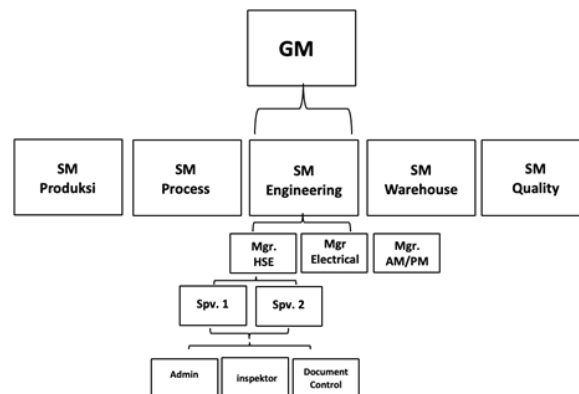 GM
SM
Produksi
SM
Process
SM
Engineering
SM
Warehouse
SM
Quality
Mgr.
HSE
Mgr
Electrical
Mgr.
AM/PM
Spv. 1
Spv. 2
Admin
inspektor
Document
Control